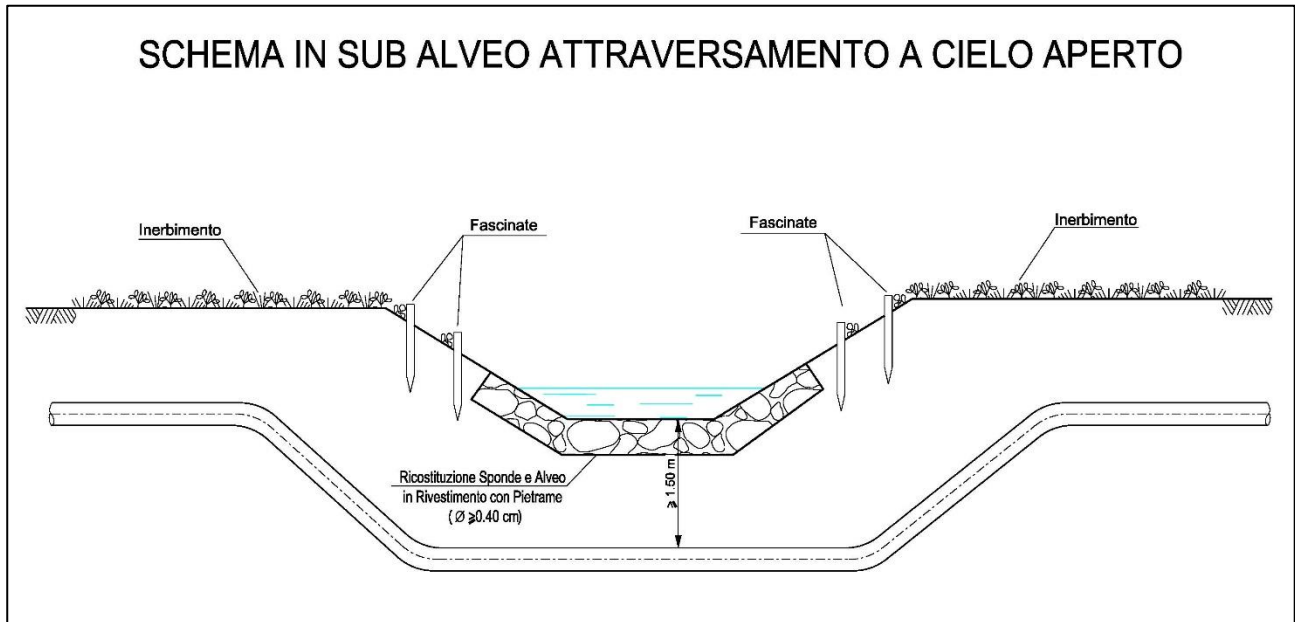 SCHEMA IN SUB ALVEO ATTRAVERSAMENTO A CIELO APERTO
Inerbimento
Fascinate
Fascinate
Inerbimento
Ricostituzione Sponde e Alveo
in Rivestimento con Pietrame
( Ø ⩾0.40 cm)
⩾ 1.50 m